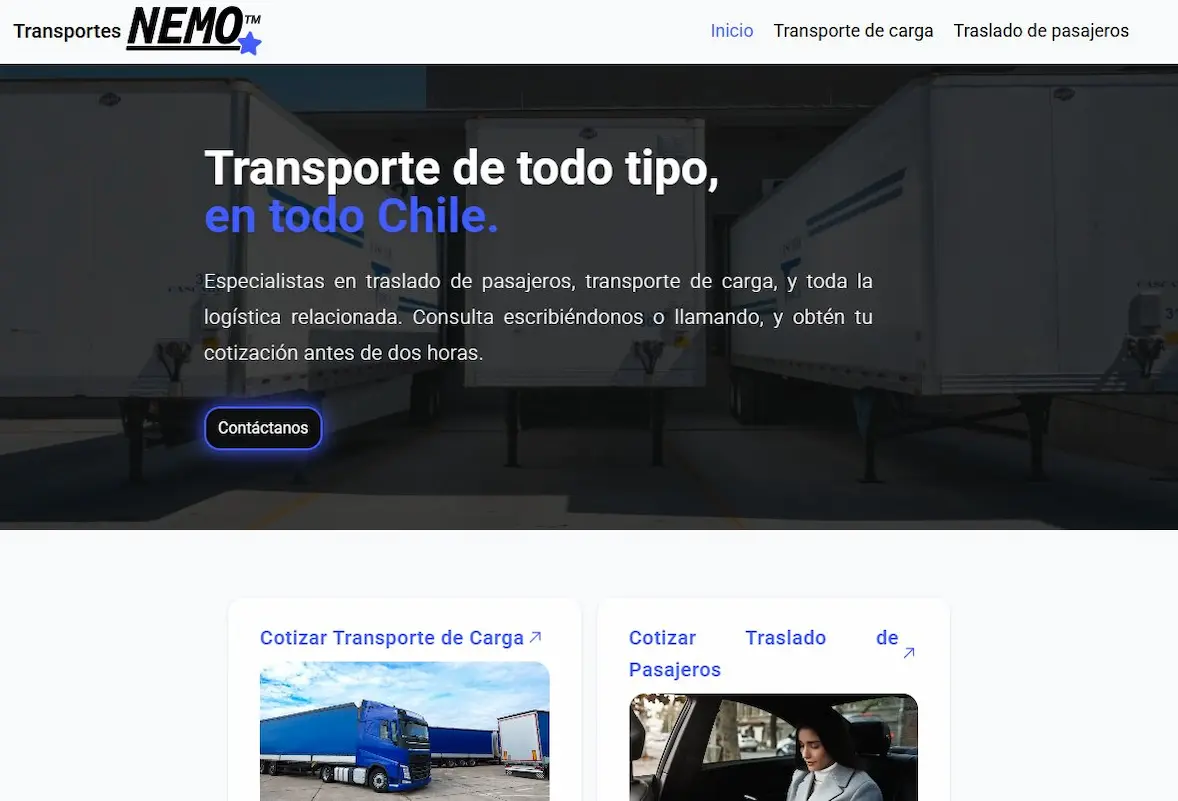 Transportes NEMO™
Inicio
Transporte de carga
Traslado de pasajeros
Transporte de todo tipo,
en todo Chile.
Especialistas en traslado de pasajeros, transporte de carga, y toda la
logística relacionada. Consulta escribiéndonos o llamando, y obtén tu
cotización antes de dos horas.
Contáctanos
Cotizar Transporte de Carga
Cotizar Traslado de
Pasajeros